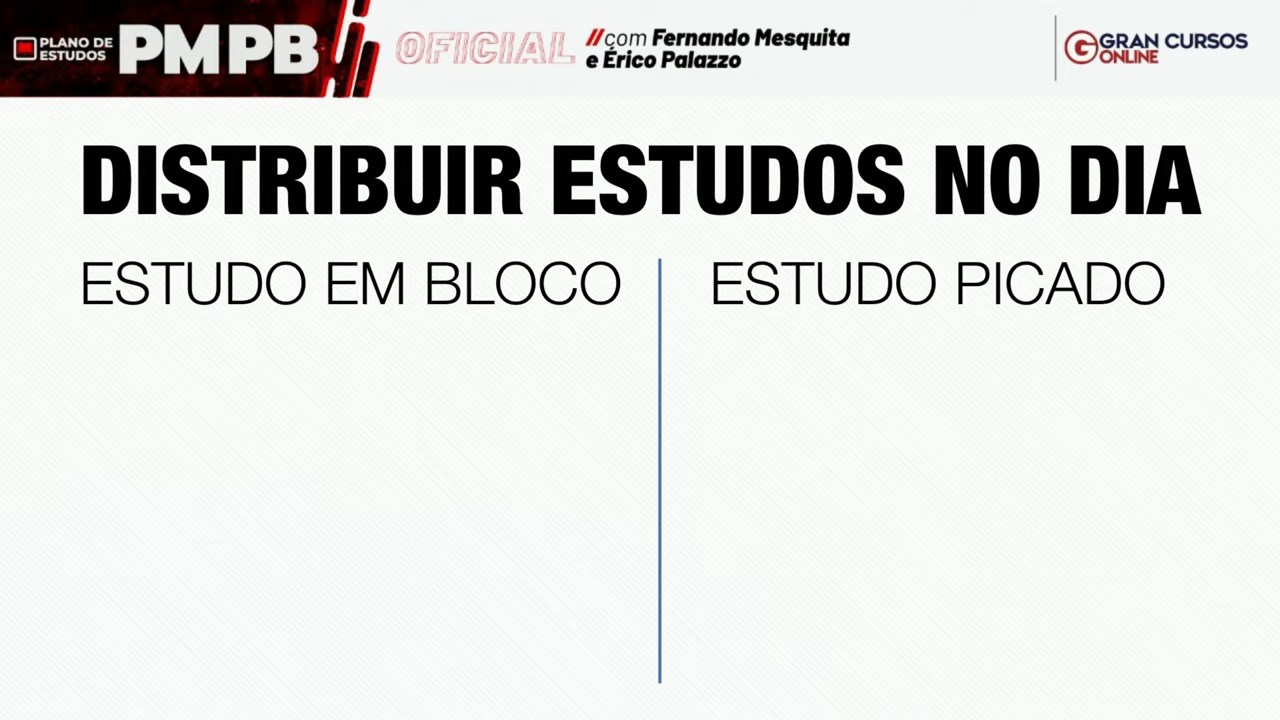 PLANO DE
ESTUDOS
PMPB
OFICIAL
//com Fernando Mesquita
e Érico Palazzo
G GRAN CURSOS
ONLINE
DISTRIBUIR ESTUDOS NO DIA
ESTUDO EM BLOCO
ESTUDO PICADO